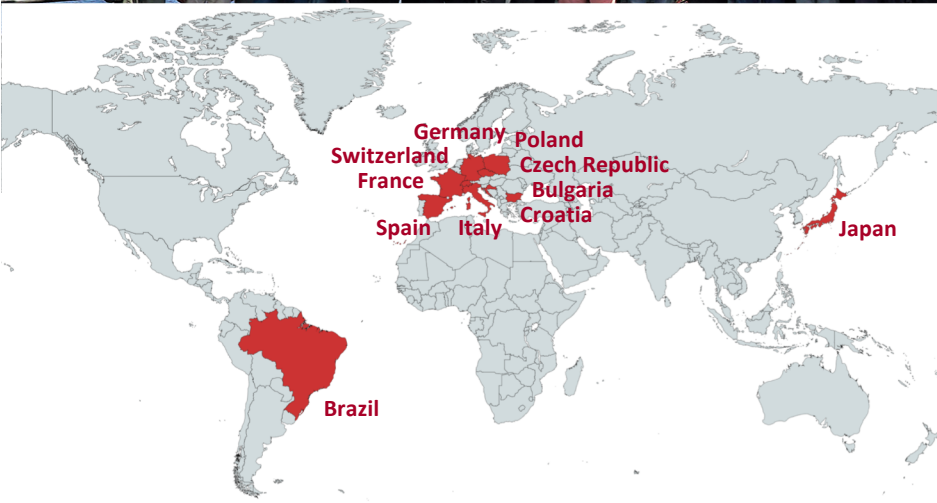 Germany
Poland
Switzerland
Czech Republic
France
Bulgaria
Croatia
Spain
Italy
Japan
Brazil